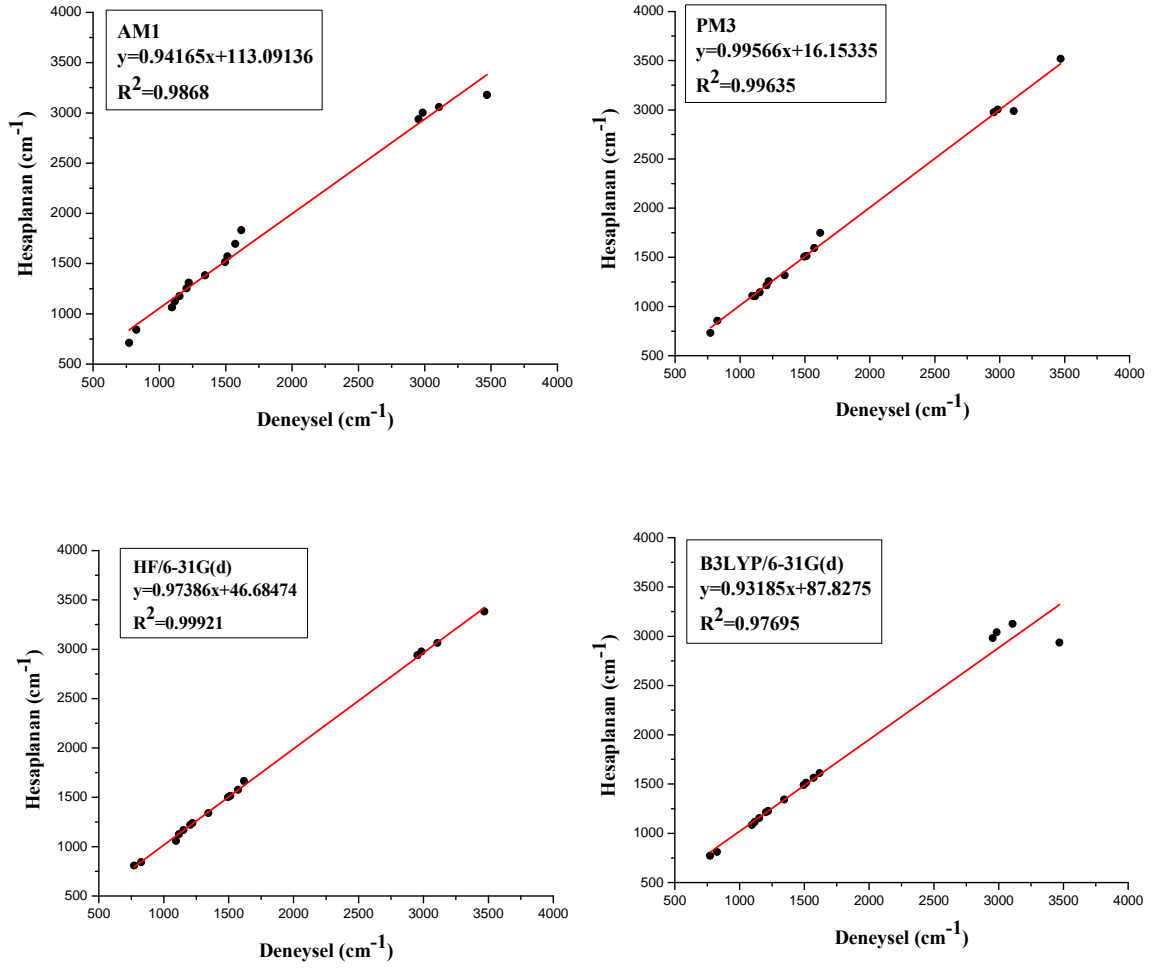 AM1
y=0.94165x+113.09136
R²=0.9868
4000
3500
3000
2500
2000
1500
1000
500
Hesaplanan (cm⁻¹)
500 1000 1500 2000 2500 3000 3500 4000
Deneysel (cm⁻¹)
PM3
y=0.99566x+16.15335
R²=0.99635
4000
3500
3000
2500
2000
1500
1000
500
Hesaplanan (cm⁻¹)
500 1000 1500 2000 2500 3000 3500 4000
Deneysel (cm⁻¹)
HF/6-31G(d)
y=0.97386x+46.68474
R²=0.99921
4000
3500
3000
2500
2000
1500
1000
500
Hesaplanan (cm⁻¹)
500 1000 1500 2000 2500 3000 3500 4000
Deneysel (cm⁻¹)
B3LYP/6-31G(d)
y=0.93185x+87.8275
R²=0.97695
4000
3500
3000
2500
2000
1500
1000
500
Hesaplanan (cm⁻¹)
500 1000 1500 2000 2500 3000 3500 4000
Deneysel (cm⁻¹)